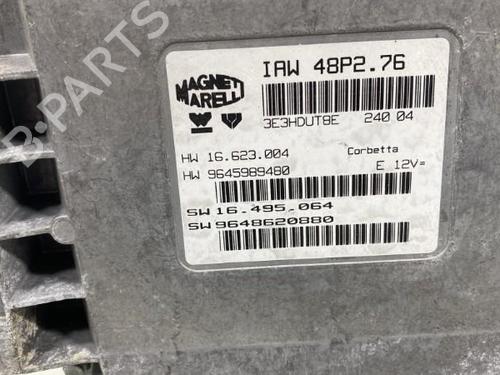 B-PARTS
MAGNETI
MARELLI
IAW 48P2.76
3E3HDUT8E 240 04
HW 16.623.004 Corbetta
HW 9645989480 E 12V=
SW 16.495.064
SW 9648620880